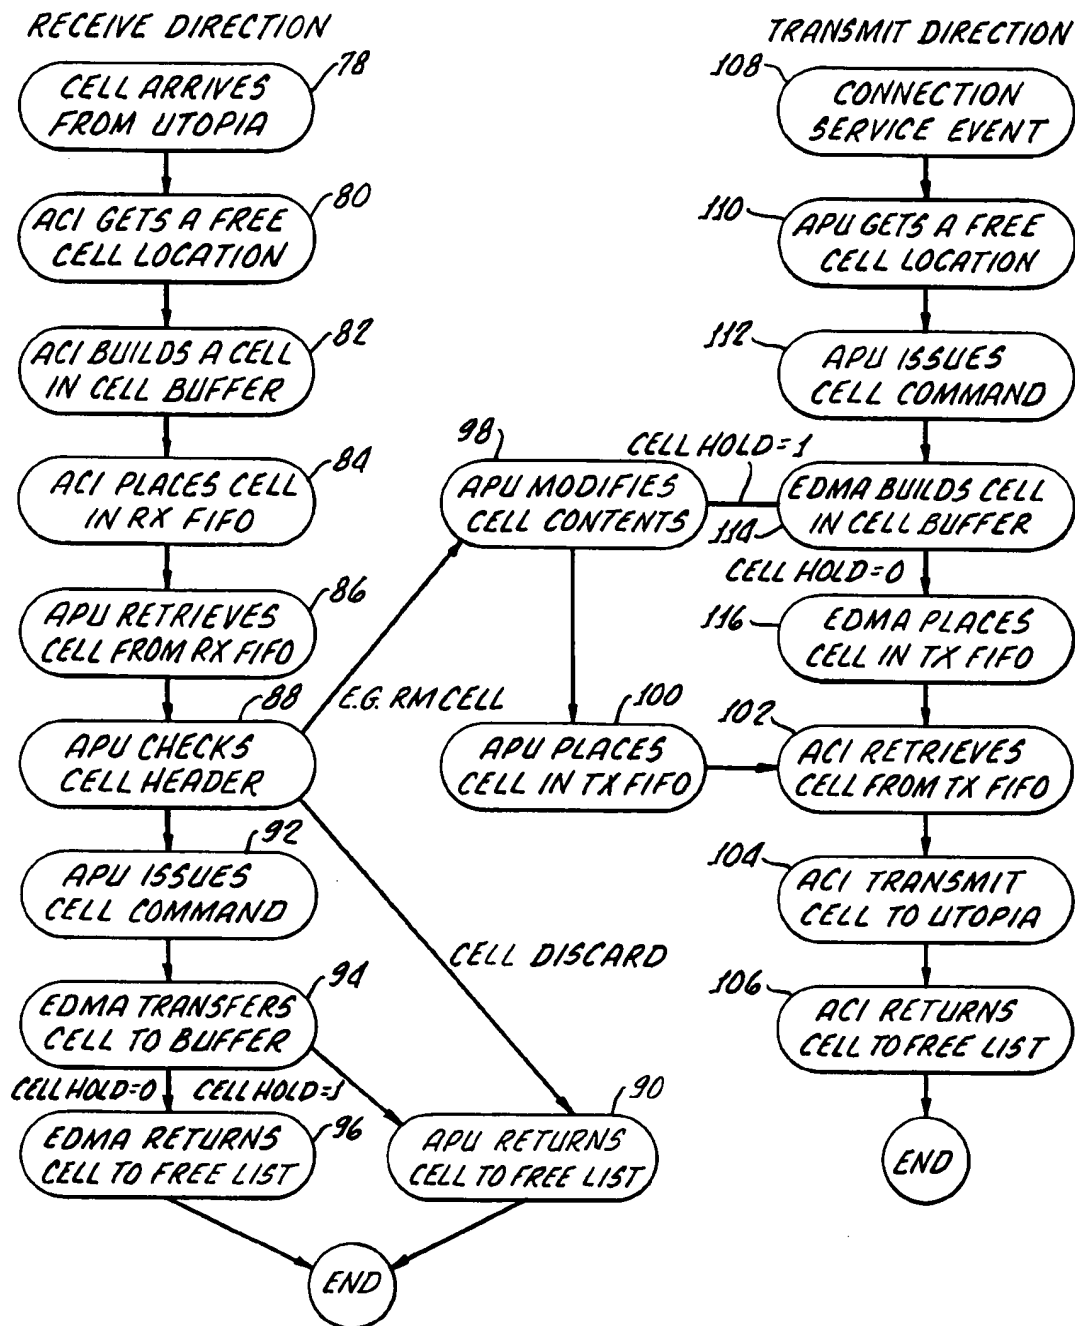 RECEIVE DIRECTION
78
CELL ARRIVES
FROM UTOPIA
80
ACI GETS A FREE
CELL LOCATION
82
ACI BUILDS A CELL
IN CELL BUFFER
84
ACI PLACES CELL
IN RX FIFO
86
APU RETRIEVES
CELL FROM RX FIFO
88
APU CHECKS
CELL HEADER
92
APU ISSUES
CELL COMMAND
94
EDMA TRANSFERS
CELL TO BUFFER
CELL HOLD=0
CELL HOLD=1
96
EDMA RETURNS
CELL TO FREE LIST
90
APU RETURNS
CELL TO FREE LIST
END
E.G. RM CELL
CELL DISCARD
98
APU MODIFIES
CELL CONTENTS
CELL HOLD=1
100
APU PLACES
CELL IN TX FIFO
TRANSMIT DIRECTION
108
CONNECTION
SERVICE EVENT
110
APU GETS A FREE
CELL LOCATION
112
APU ISSUES
CELL COMMAND
EDMA BUILDS CELL
IN CELL BUFFER
114
CELL HOLD=0
116
EDMA PLACES
CELL IN TX FIFO
102
ACI RETRIEVES
CELL FROM TX FIFO
104
ACI TRANSMIT
CELL TO UTOPIA
106
ACI RETURNS
CELL TO FREE LIST
END